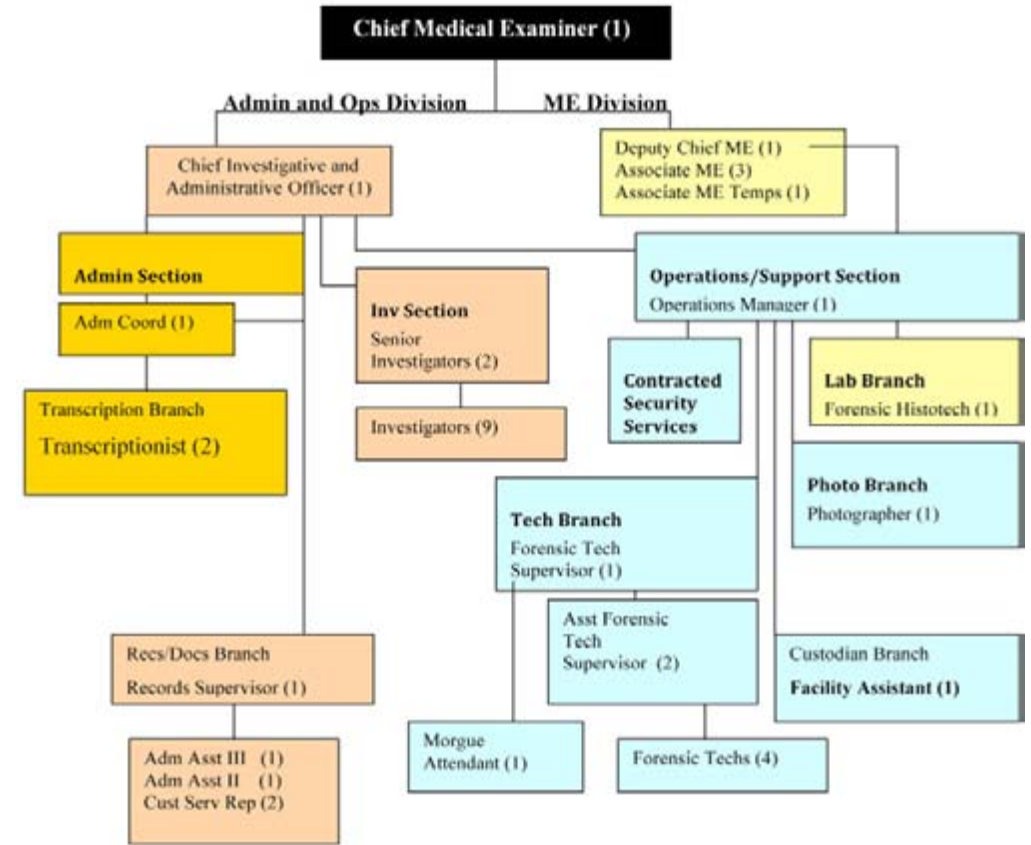 Chief Medical Examiner (1)
Admin and Ops Division
ME Division
Chief Investigative and
Administrative Officer (1)
Deputy Chief ME (1)
Associate ME (3)
Associate ME Temps (1)
Admin Section
Adm Coord (1)
Transcription Branch
Transcriptionist (2)
Inv Section
Senior
Investigators (2)
Investigators (9)
Operations/Support Section
Operations Manager (1)
Contracted
Security
Services
Lab Branch
Forensic Histotech (1)
Photo Branch
Photographer (1)
Tech Branch
Forensic Tech
Supervisor (1)
Asst Forensic
Tech
Supervisor (2)
Custodian Branch
Facility Assistant (1)
Recs/Docs Branch
Records Supervisor (1)
Adm Asst III (1)
Adm Asst II (1)
Cust Serv Rep (2)
Morgue
Attendant (1)
Forensic Techs (4)